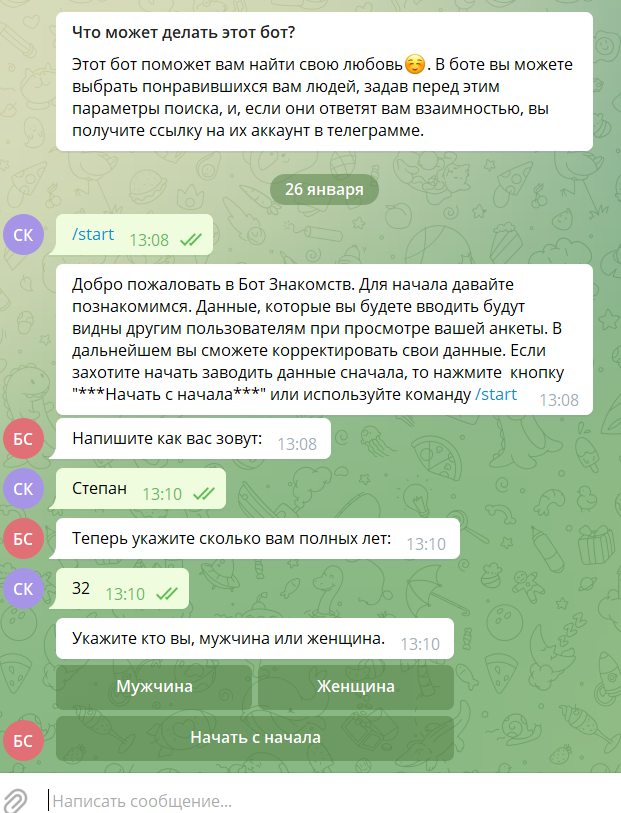 Что может делать этот бот?
Этот бот поможет вам найти свою любовь☺️. В боте вы можете
выбрать понравившихся вам людей, задав перед этим
параметры поиска, и, если они ответят вам взаимностью, вы
получите ссылку на их аккаунт в телеграмме.
26 января
СК
/start 13:08
Добро пожаловать в Бот Знакомств. Для начала давайте
познакомимся. Данные, которые вы будете вводить будут
видны другим пользователям при просмотре вашей анкеты. В
дальнейшем вы сможете корректировать свои данные. Если
захотите начать заводить данные сначала, то нажмите кнопку
"***Начать с начала***" или используйте команду /start 13:08
БС
Напишите как вас зовут: 13:08
СК
Степан 13:10
БС
Теперь укажите сколько вам полных лет: 13:10
СК
32 13:10
Укажите кто вы, мужчина или женщина. 13:10
Мужчина Женщина
БС
Начать с начала
Написать сообщение...